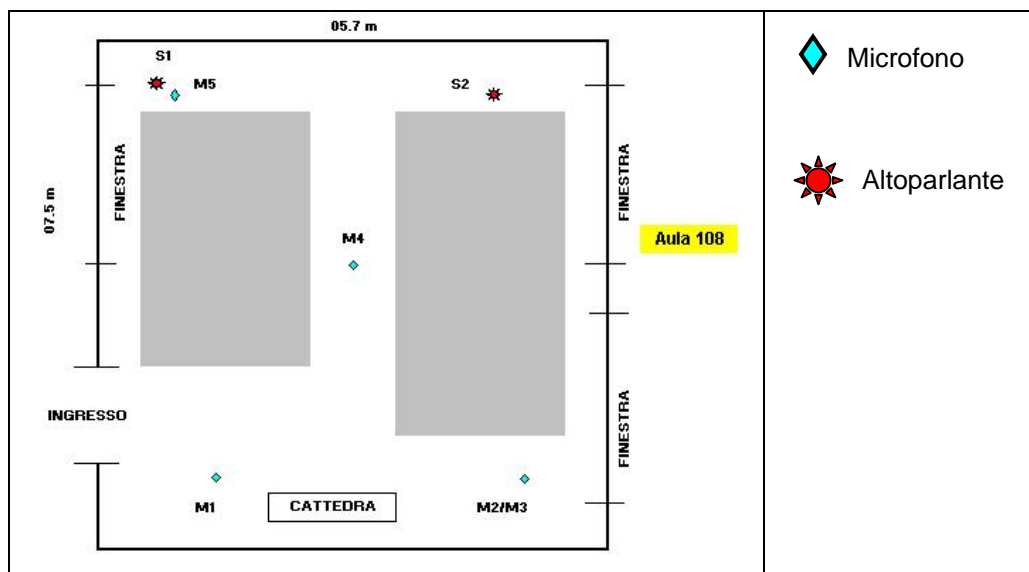 05.7 m
S1
M5
S2
Microfono
FINESTRA
FINESTRA
07.5 m
Altoparlante
M4
Aula 108
INGRESSO
FINESTRA
M1
CATTEDRA
M2/M3